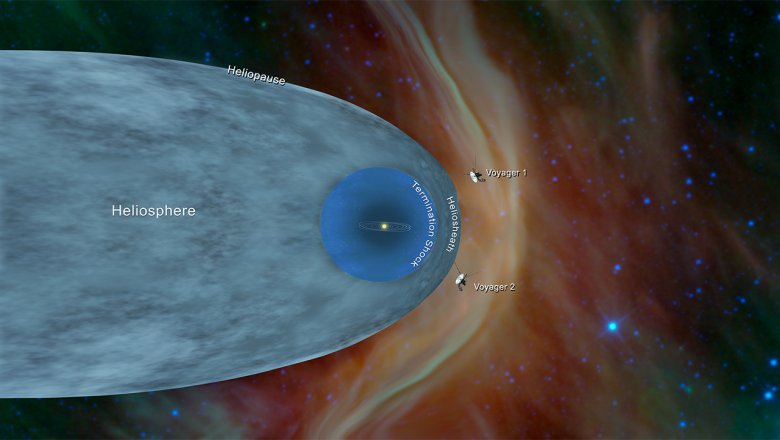 Heliopause
Voyager 1
Termination Shock
Heliosheath
Heliosphere
Voyager 2